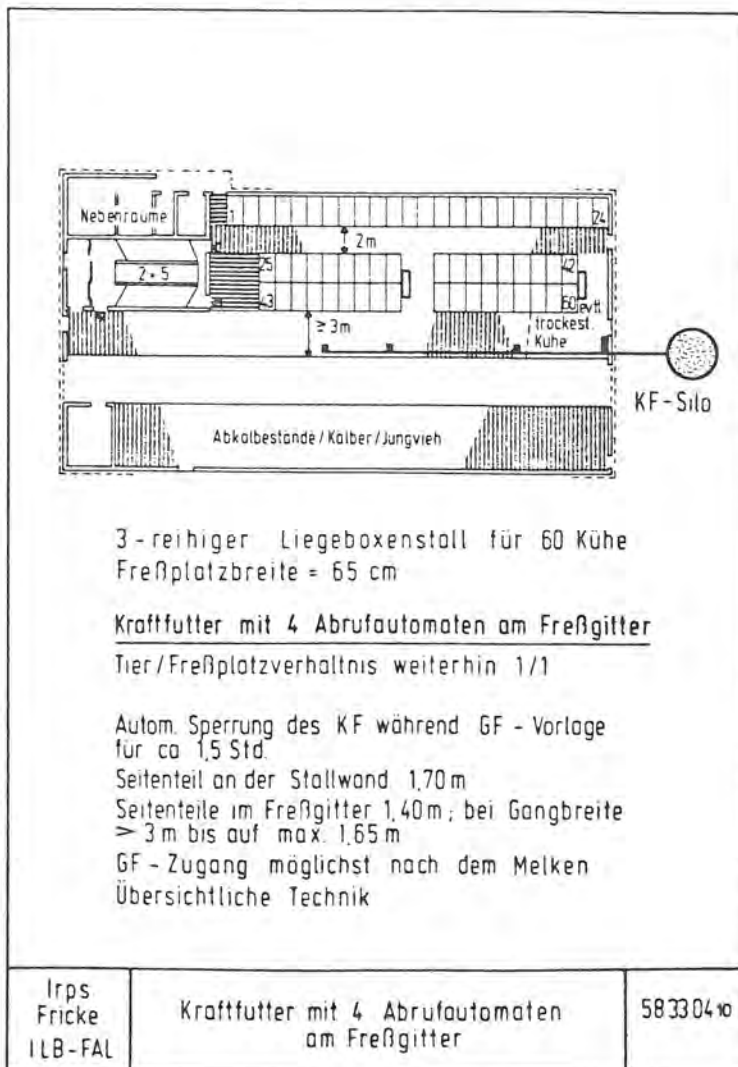 Nebenräume
1
24
2m
2 * 5
25
42
43
60
evtl.
trockest.
Kühe
≥ 3m
KF-Silo
Abkalbestände/Kälber/Jungvieh
3-reihiger Liegeboxenstall für 60 Kühe
Freßplatzbreite = 65 cm
Kraftfutter mit 4 Abrufautomaten am Freßgitter
Tier/Freßplatzverhältnis weiterhin 1/1
Autom. Sperrung des KF während GF - Vorlage
für ca 1,5 Std.
Seitenteil an der Stallwand 1,70 m
Seitenteile im Freßgitter 1,40 m; bei Gangbreite
> 3 m bis auf max. 1,65 m
GF - Zugang möglichst nach dem Melken
Übersichtliche Technik
Irps
Fricke
ILB-FAL
Kraftfutter mit 4 Abrufautomaten
am Freßgitter
58 33 04 10